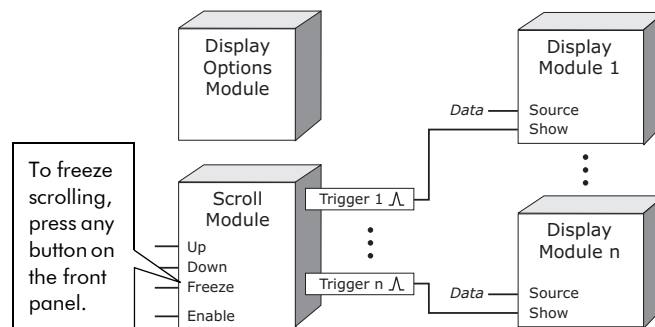 Display
Options
Module
Display
Module 1
Data
Source
Show
To freeze
scrolling,
press any
button on
the front
panel.
Scroll
Module
Up
Down
Freeze
Enable
Trigger 1
Trigger n
Display
Module n
Data
Source
Show